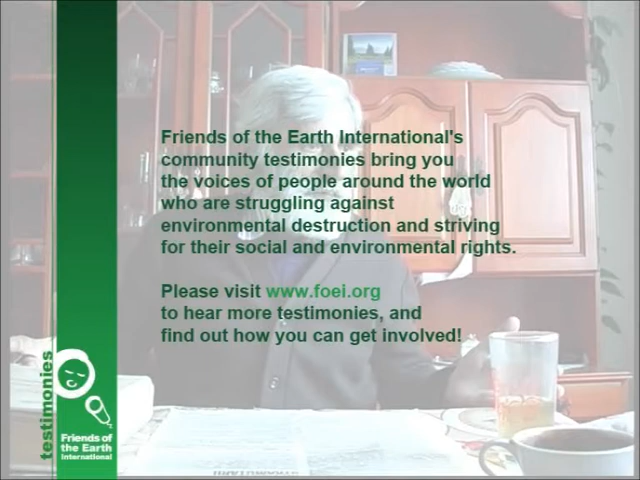 Friends of the Earth International's
community testimonies bring you
the voices of people around the world
who are struggling against
environmental destruction and striving
for their social and environmental rights.
Please visit www.foei.org
to hear more testimonies, and
find out how you can get involved!
testimonies
Friends of
the Earth
International